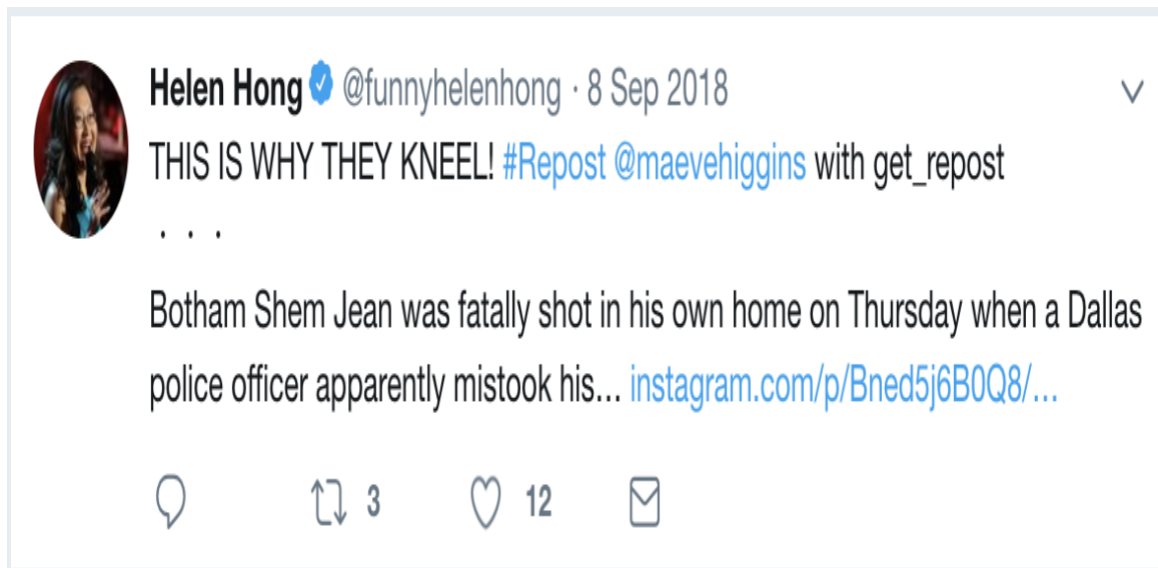 Helen Hong @funnyhelenhong · 8 Sep 2018
THIS IS WHY THEY KNEEL! #Repost @maevehiggins with get_repost
. . .
Botham Shem Jean was fatally shot in his own home on Thursday when a Dallas
police officer apparently mistook his... instagram.com/p/Bned5j6B0Q8/...
3 12